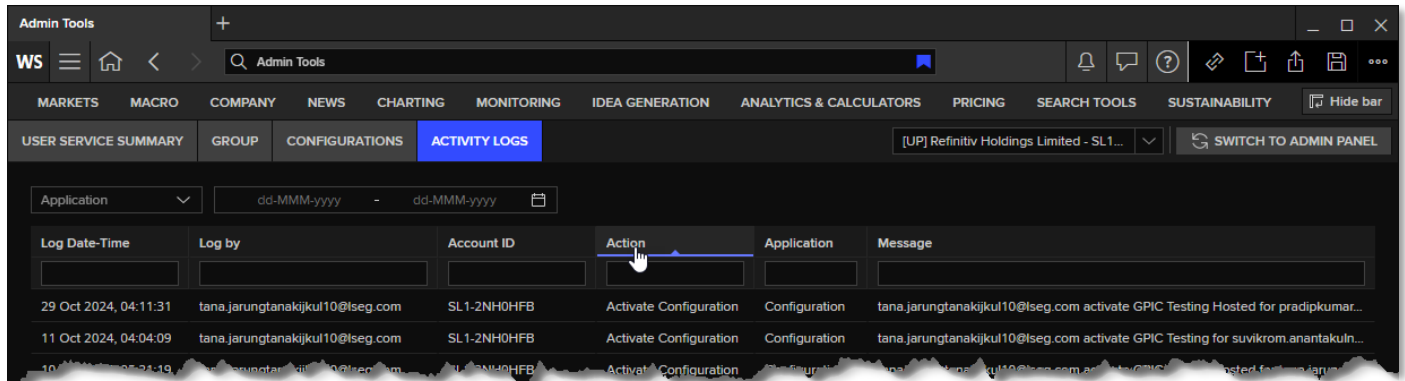 Admin Tools
WS Admin Tools
MARKETS MACRO COMPANY NEWS CHARTING MONITORING IDEA GENERATION ANALYTICS & CALCULATORS PRICING SEARCH TOOLS SUSTAINABILITY Hide bar
USER SERVICE SUMMARY GROUP CONFIGURATIONS ACTIVITY LOGS [UP] Refinitiv Holdings Limited - SL1... SWITCH TO ADMIN PANEL
Application dd-MMM-yyyy - dd-MMM-yyyy
Log Date-Time Log by Account ID Action Application Message
29 Oct 2024, 04:11:31 tana.jarungtanakijkul10@lseg.com SL1-2NH0HFB Activate Configuration Configuration tana.jarungtanakijkul10@lseg.com activate GPIC Testing Hosted for pradipkumar...
11 Oct 2024, 04:04:09 tana.jarungtanakijkul10@lseg.com SL1-2NH0HFB Activate Configuration Configuration tana.jarungtanakijkul10@lseg.com activate GPIC Testing for suvikrom.anantakuln...
Configuration